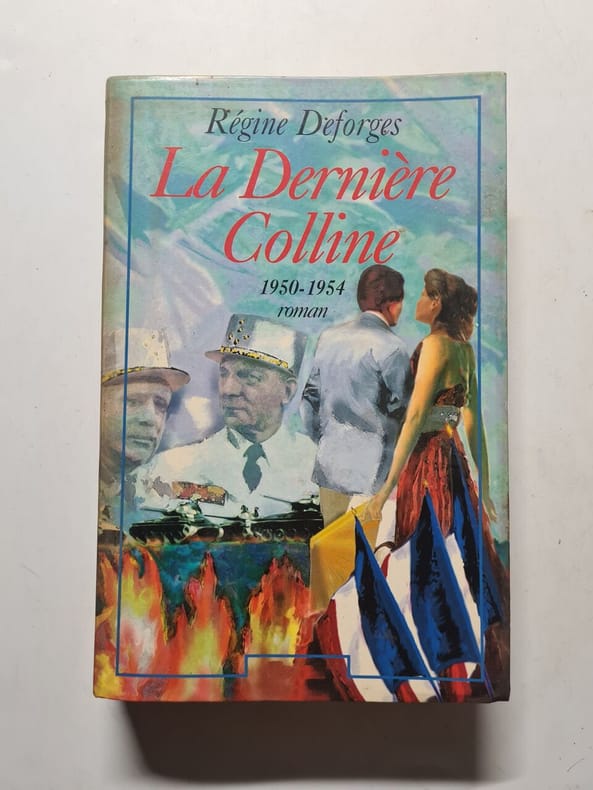 Régine Deforges
La Dernière
Colline
1950-1954
roman